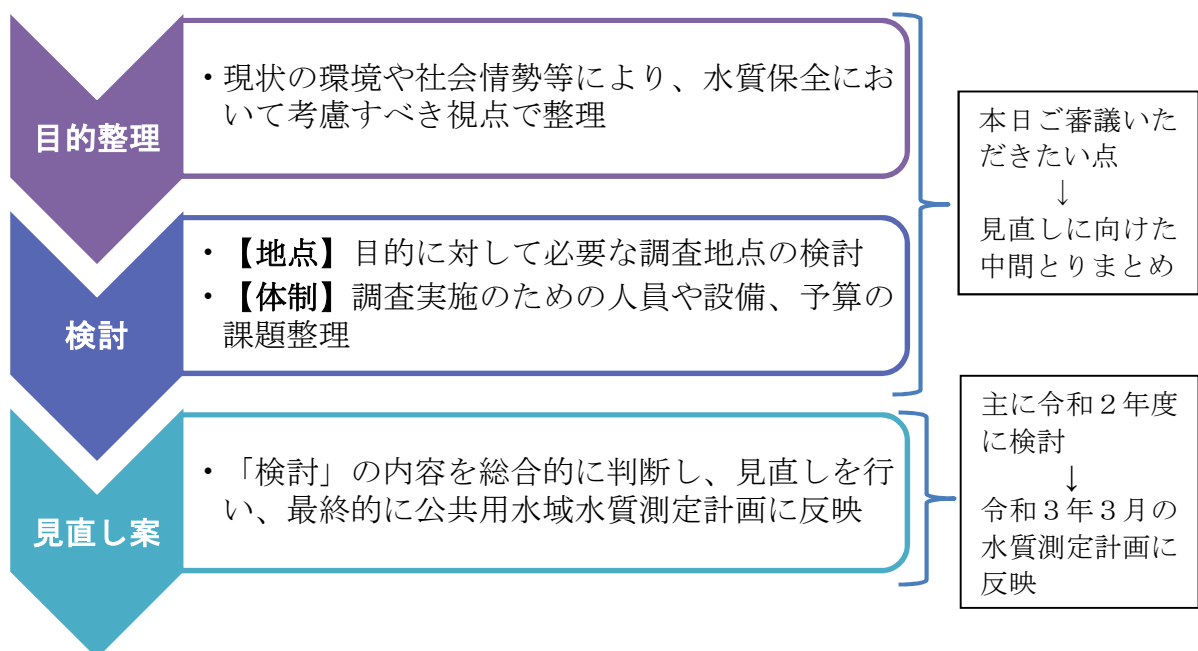 目的整理
・現状の環境や社会情勢等により、水質保全にお
いて考慮すべき視点で整理
検討
・【地点】目的に対して必要な調査地点の検討
・【体制】調査実施のための人員や設備、予算の
課題整理
本日ご審議いた
だきたい点
↓
見直しに向けた
中間とりまとめ
見直し案
・「検討」の内容を総合的に判断し、見直しを行
い、最終的に公共用水域水質測定計画に反映
主に令和２年度
に検討
↓
令和３年３月の
水質測定計画に
反映